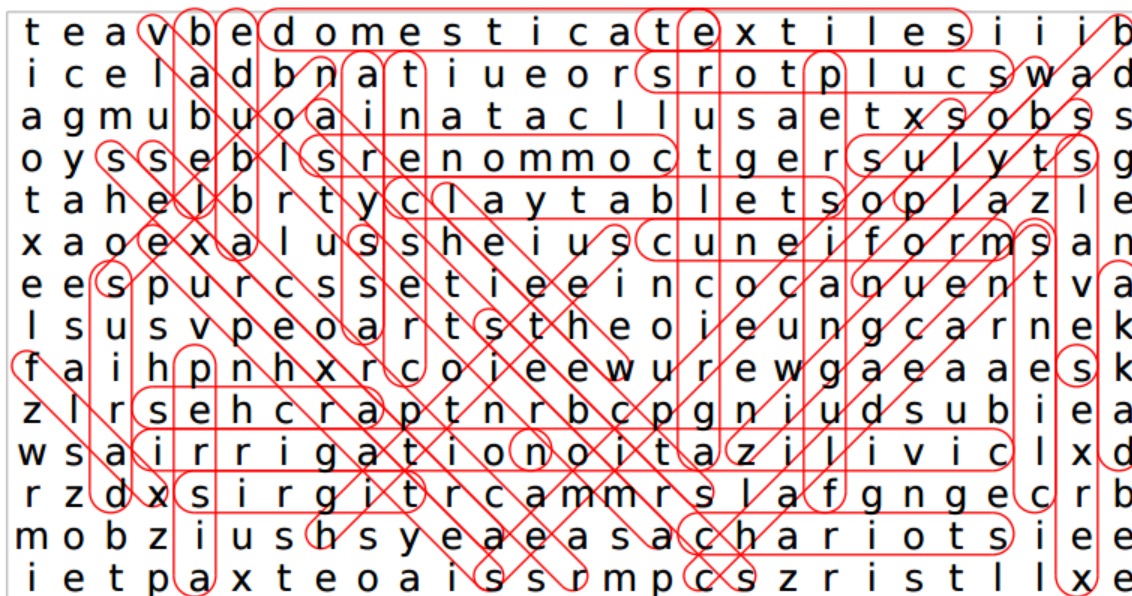 t e a v b e d o m e s t i c a t e x t i l e s i i i b
i c e l a d b n a t i u e o r s r o t p l u c s w a d
a g m u b u o a i n a t a c l l u s a e t x s o b s s
o y s s e b l s r e n o m m o c t g e r s u l y t s g
t a h e l b r t y c l a y t a b l e t s o p l a z l e
x a o e x a l u s s h e i u s c u n e i f o r m s a n
e e s p u r c s s e t i e e i n c o c a n u e n t v a
l s u s v p e o a r t s t h e o i e u n g c a r n e k
f a i h p n h x r c o i e e w u r e w g a e a a e s k
z l r s e h c r a p t n r b c p g n i u d s u b i e a
w s a i r r i g a t i o n o i t a z i l i v i c l x d
r z d x s i r g i t r c a m m r s l a f g n g e c r b
m o b z i u s h s y e a e a s a c h a r i o t s i e e
i e t p a x t e o a i s s r m p c s z r i s t l l x e